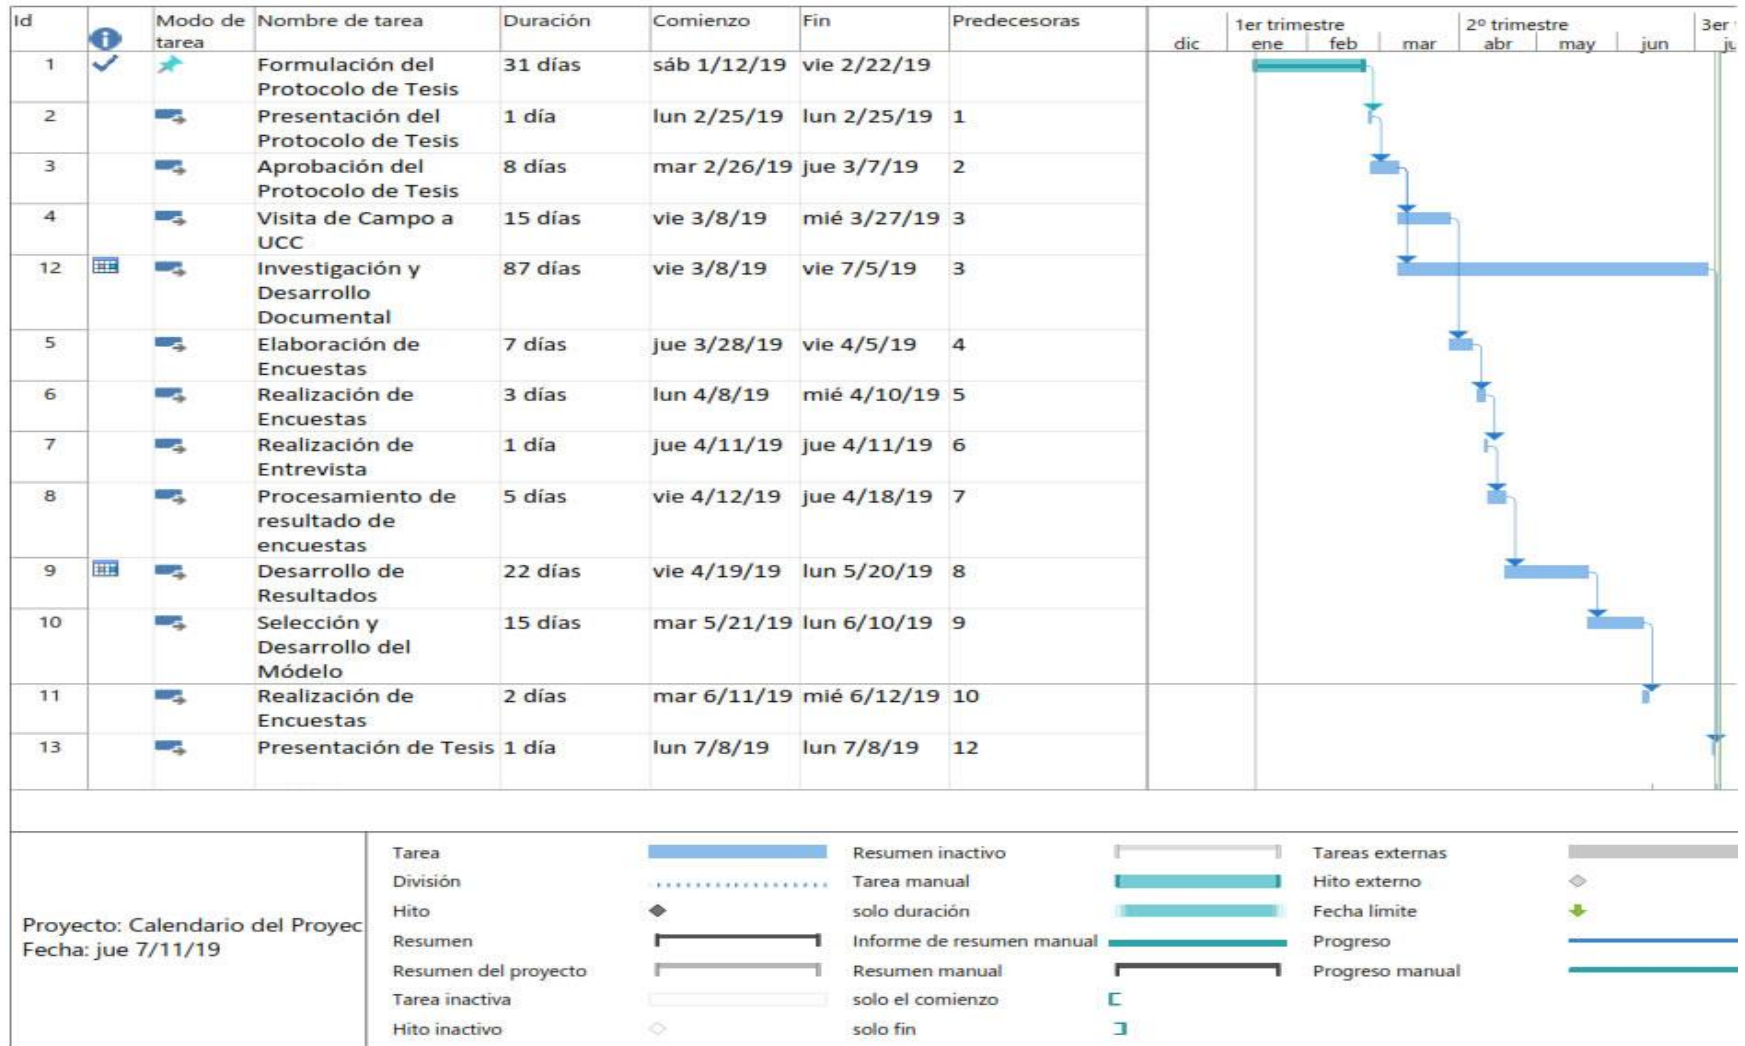 Id Modo de tarea Nombre de tarea Duración Comienzo Fin Predecesoras
1er trimestre 2º trimestre 3er
dic ene feb mar abr may jun
1 Formulación del 31 días sáb 1/12/19 vie 2/22/19
Protocolo de Tesis
2 Presentación del 1 día lun 2/25/19 lun 2/25/19 1
Protocolo de Tesis
3 Aprobación del 8 días mar 2/26/19 jue 3/7/19 2
Protocolo de Tesis
4 Visita de Campo a 15 días vie 3/8/19 mié 3/27/19 3
UCC
12 Investigación y 87 días vie 3/8/19 vie 7/5/19 3
Desarrollo
Documental
5 Elaboración de 7 días jue 3/28/19 vie 4/5/19 4
Encuestas
6 Realización de 3 días lun 4/8/19 mié 4/10/19 5
Encuestas
7 Realización de 1 día jue 4/11/19 jue 4/11/19 6
Entrevista
8 Procesamiento de 5 días vie 4/12/19 jue 4/18/19 7
resultado de
encuestas
9 Desarrollo de 22 días vie 4/19/19 lun 5/20/19 8
Resultados
10 Selección y 15 días mar 5/21/19 lun 6/10/19 9
Desarrollo del
Módelo
11 Realización de 2 días mar 6/11/19 mié 6/12/19 10
Encuestas
13 Presentación de Tesis 1 día lun 7/8/19 lun 7/8/19 12
Proyecto: Calendario del Proyec
Fecha: jue 7/11/19
Tarea Resumen inactivo Tareas externas
División Tarea manual Hito externo
Hito solo duración Fecha límite
Resumen Informe de resumen manual Progreso
Resumen del proyecto Resumen manual Progreso manual
Tarea inactiva solo el comienzo
Hito inactivo solo fin